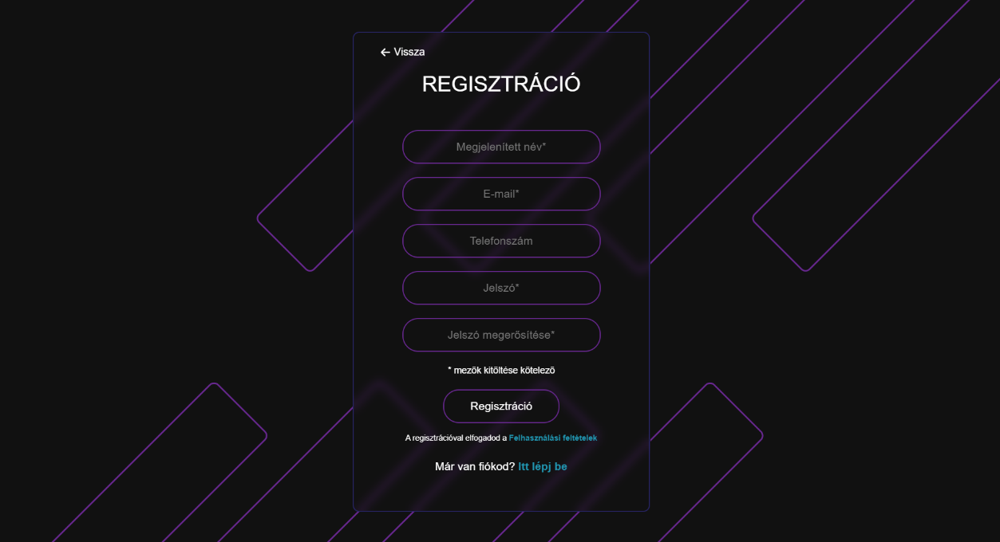 Vissza
REGISZTRÁCIÓ
Megjelenített név*
E-mail*
Telefonszám
Jelszó*
Jelszó megerősítése*
* mezők kitöltése kötelező
Regisztráció
A regisztrációval elfogadod a Felhasználási feltételek
Már van fiókod? Itt lépj be